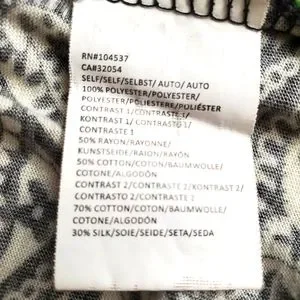 RN#104537
CA#32054
SELF/SELF/SELBST/ AUTO/ AUTO
100% POLYESTER/POLYESTER/
POLYESTER/POLIESTERE/POLIÉSTER
CONTRAST 1/CONTRASTE 1/
KONTRAST 1/ CONTRASTO 1/
CONTRASTE 1/
50% RAYON/RAYONNE/
KUNSTSEIDE/RAION/RAYÓN
50% COTTON/COTON/BAUMWOLLE/
COTONE/ALGODÓN
CONTRAST 2/CONTRASTE 2/KONTRAST 2/
CONTRASTO 2/CONTRASTE 3
70% COTTON/COTON/BAUMWOLLE/
COTONE/ALGODÓN
30% SILK/SOIE/SEIDE/SETA/SEDA